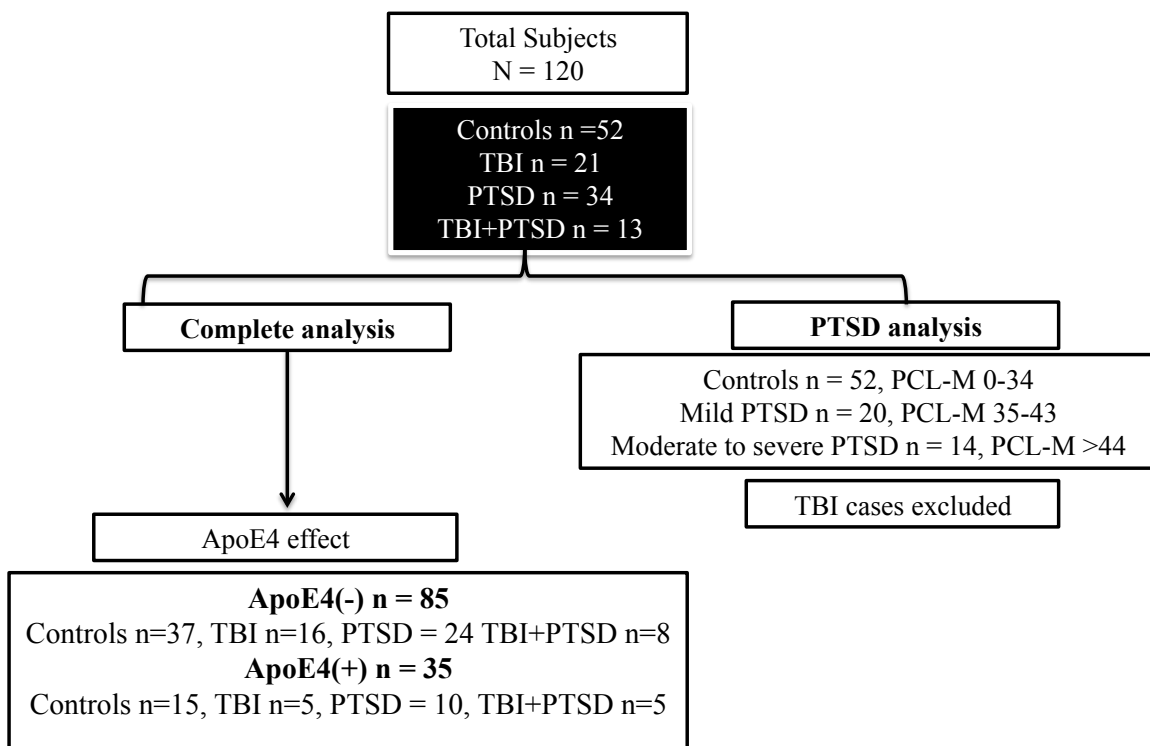 Total Subjects
N = 120
Controls n =52
TBI n = 21
PTSD n = 34
TBI+PTSD n = 13
Complete analysis
PTSD analysis
Controls n = 52, PCL-M 0-34
Mild PTSD n = 20, PCL-M 35-43
Moderate to severe PTSD n = 14, PCL-M >44
TBI cases excluded
ApoE4 effect
ApoE4(-) n = 85
Controls n=37, TBI n=16, PTSD = 24 TBI+PTSD n=8
ApoE4(+) n = 35
Controls n=15, TBI n=5, PTSD = 10, TBI+PTSD n=5